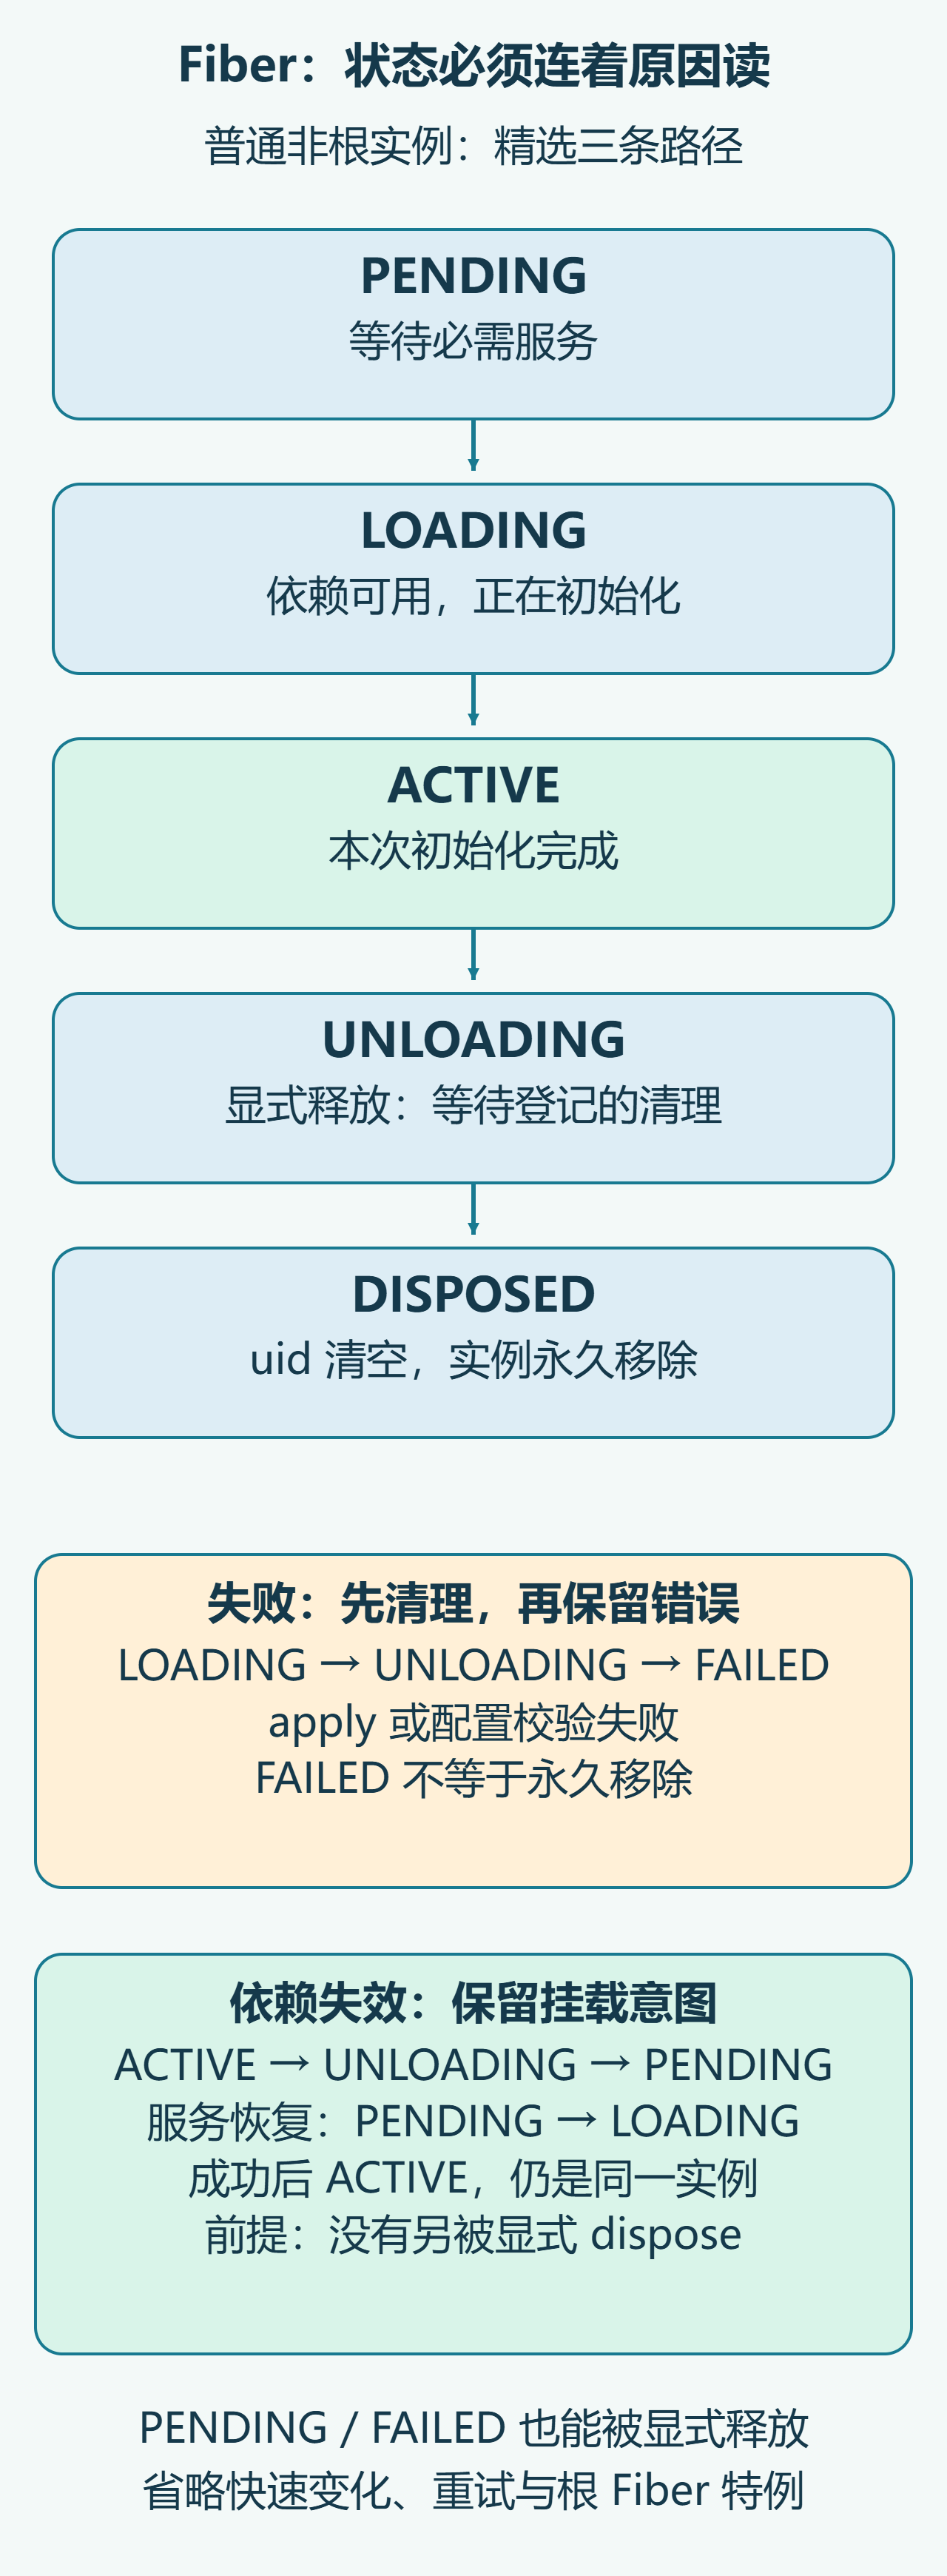 Fiber：状态必须连着原因读
普通非根实例：精选三条路径
PENDING
等待必需服务
LOADING
依赖可用，正在初始化
ACTIVE
本次初始化完成
UNLOADING
显式释放：等待登记的清理
DISPOSED
uid 清空，实例永久移除
失败：先清理，再保留错误
LOADING → UNLOADING → FAILED
apply 或配置校验失败
FAILED 不等于永久移除
依赖失效：保留挂载意图
ACTIVE → UNLOADING → PENDING
服务恢复：PENDING → LOADING
成功后 ACTIVE，仍是同一实例
前提：没有另被显式 dispose
PENDING / FAILED 也能被显式释放
省略快速变化、重试与根 Fiber 特例